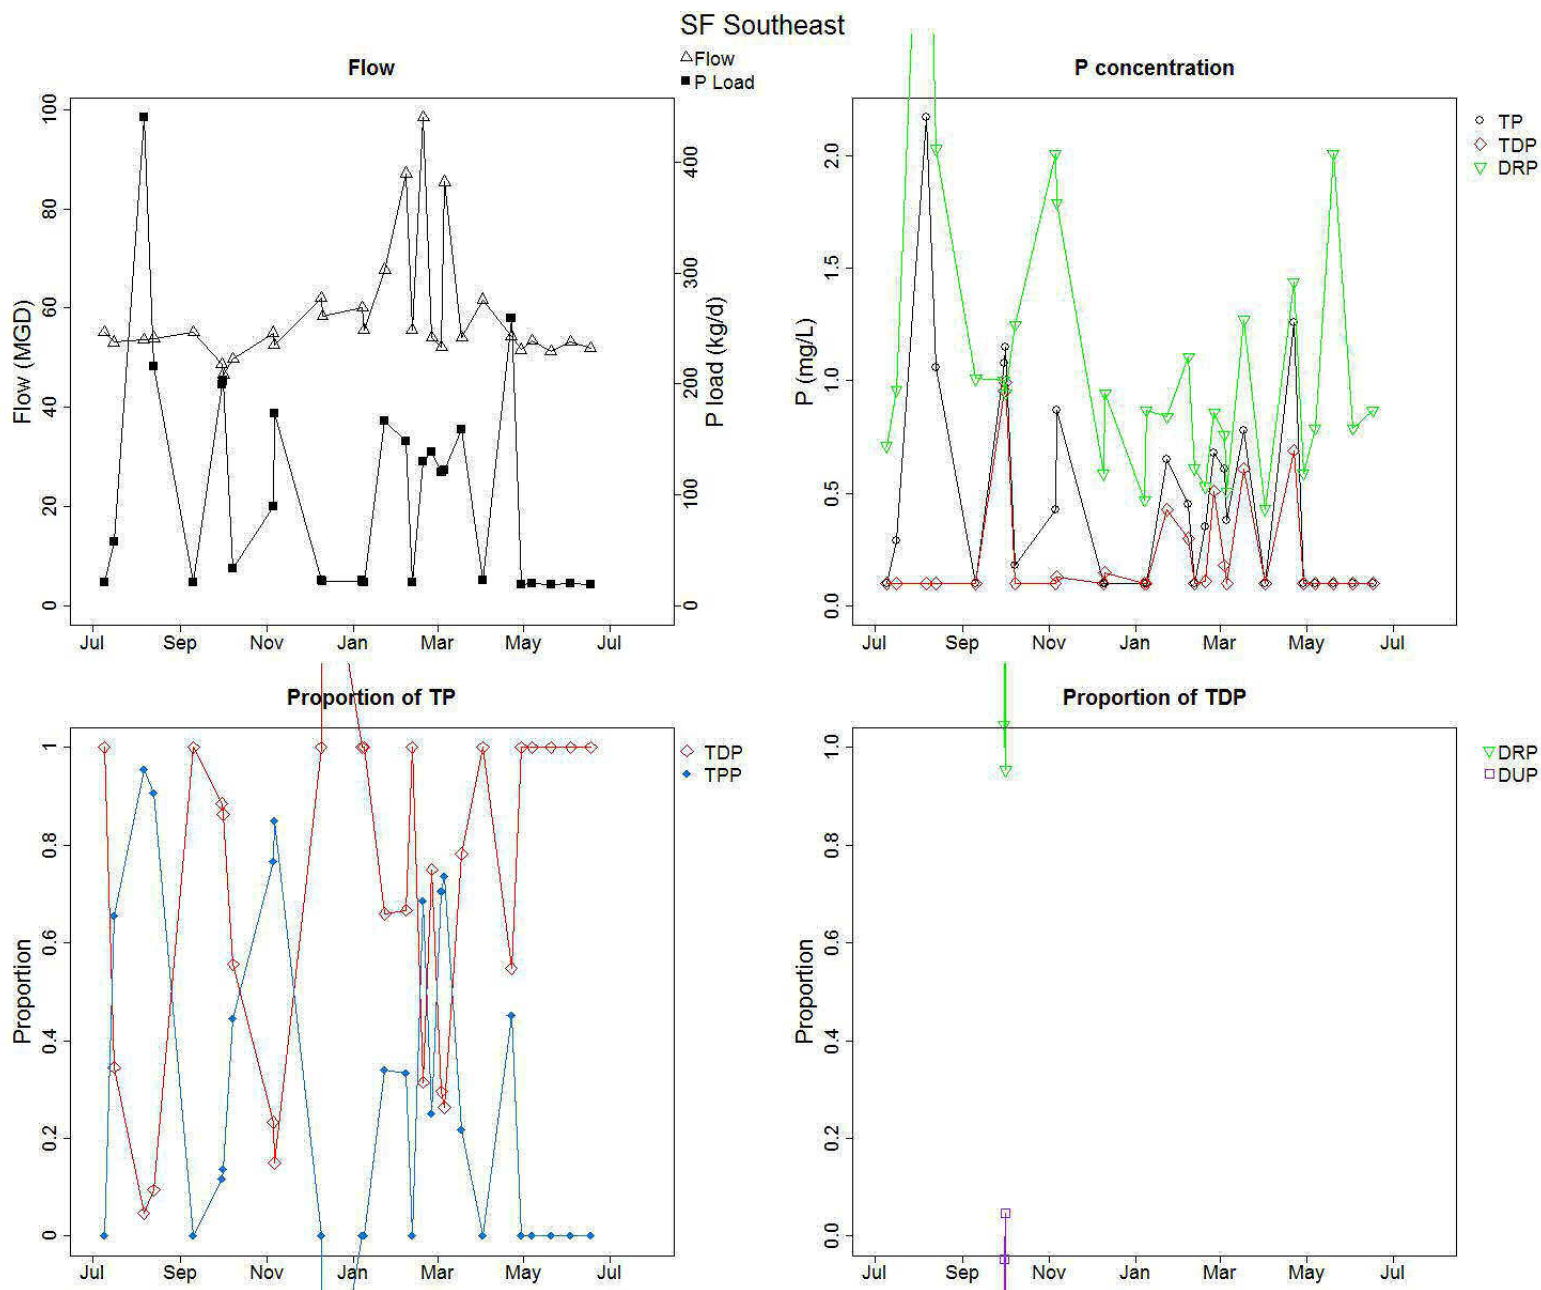 SF Southeast
Flow
Flow
P Load
100
80
60
40
20
0
Flow (MGD)
400
300
200
100
0
P load (kg/d)
Jul Sep Nov Jan Mar May Jul
P concentration
TP
TDP
DRP
2.0
1.5
1.0
0.5
0.0
P (mg/L)
Jul Sep Nov Jan Mar May Jul
Proportion of TP
TDP
TPP
1
0.8
0.6
0.4
0.2
0
Proportion
Jul Sep Nov Jan Mar May Jul
Proportion of TDP
DRP
DUP
1.0
0.8
0.6
0.4
0.2
0.0
Proportion
Jul Sep Nov Jan Mar May Jul